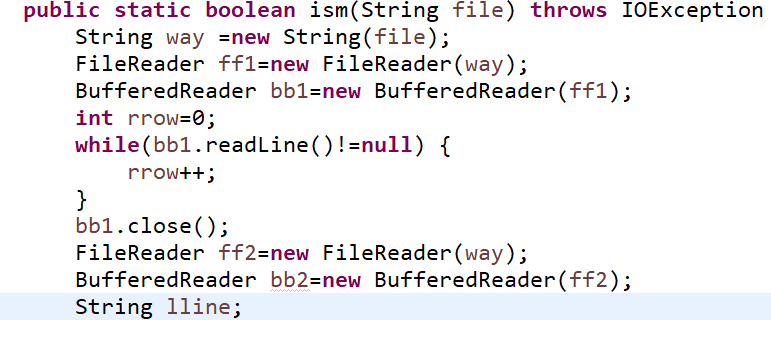 public static boolean ism(String file) throws IOException
String way =new String(file);
FileReader ff1=new FileReader(way);
BufferedReader bb1=new BufferedReader(ff1);
int rrow=0;
while(bb1.readLine()!=null) {
rrow++;
}
bb1.close();
FileReader ff2=new FileReader(way);
BufferedReader bb2=new BufferedReader(ff2);
String lline;